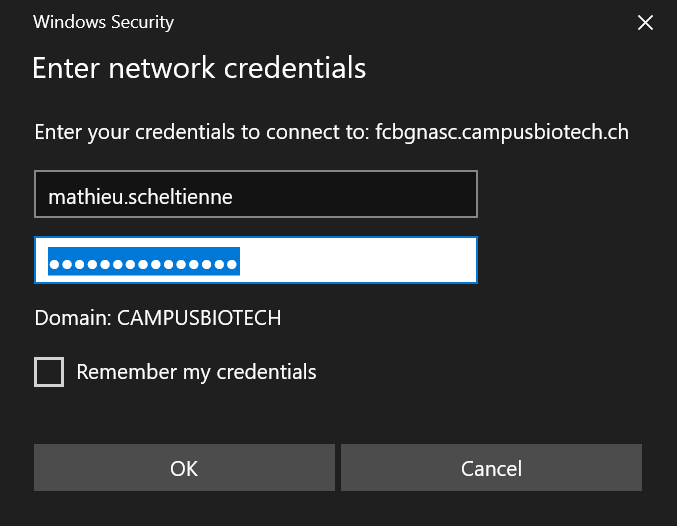 Windows Security
Enter network credentials
Enter your credentials to connect to: fcbgnasc.campusbiotech.ch
mathieu.scheltienne
●●●●●●●●●●●●●●●
Domain: CAMPUSBIOTECH
Remember my credentials
OK
Cancel